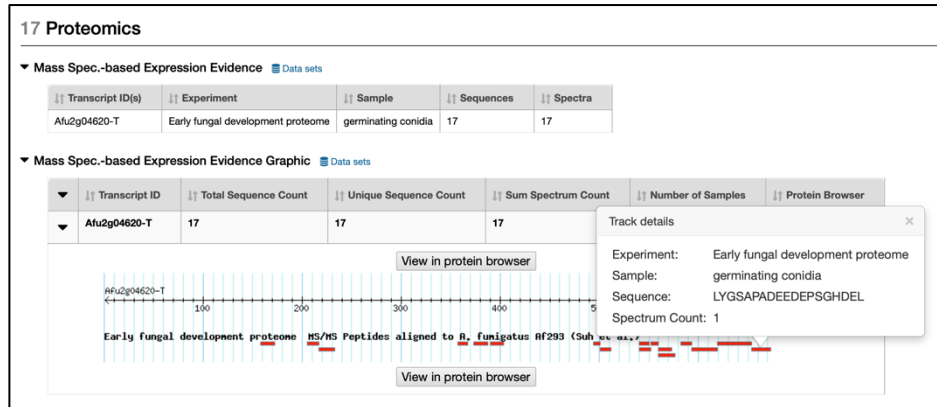 17 Proteomics
Mass Spec.-based Expression Evidence Data sets
Transcript ID(s) Experiment Sample Sequences Spectra
Afu2g04620-T Early fungal development proteome germinating conidia 17 17
Mass Spec.-based Expression Evidence Graphic Data sets
Transcript ID Total Sequence Count Unique Sequence Count Sum Spectrum Count Number of Samples Protein Browser
Afu2g04620-T 17 17 17
Track details ×
Experiment: Early fungal development proteome
Sample: germinating conidia
Sequence: LYGSAPADEEDEPSGHDEL
Spectrum Count: 1
View in protein browser
Afu2g04620-T
100 200 300 400 5
Early fungal development proteome MS/MS Peptides aligned to A. fumigatus Af293 (Suh et al.)
View in protein browser